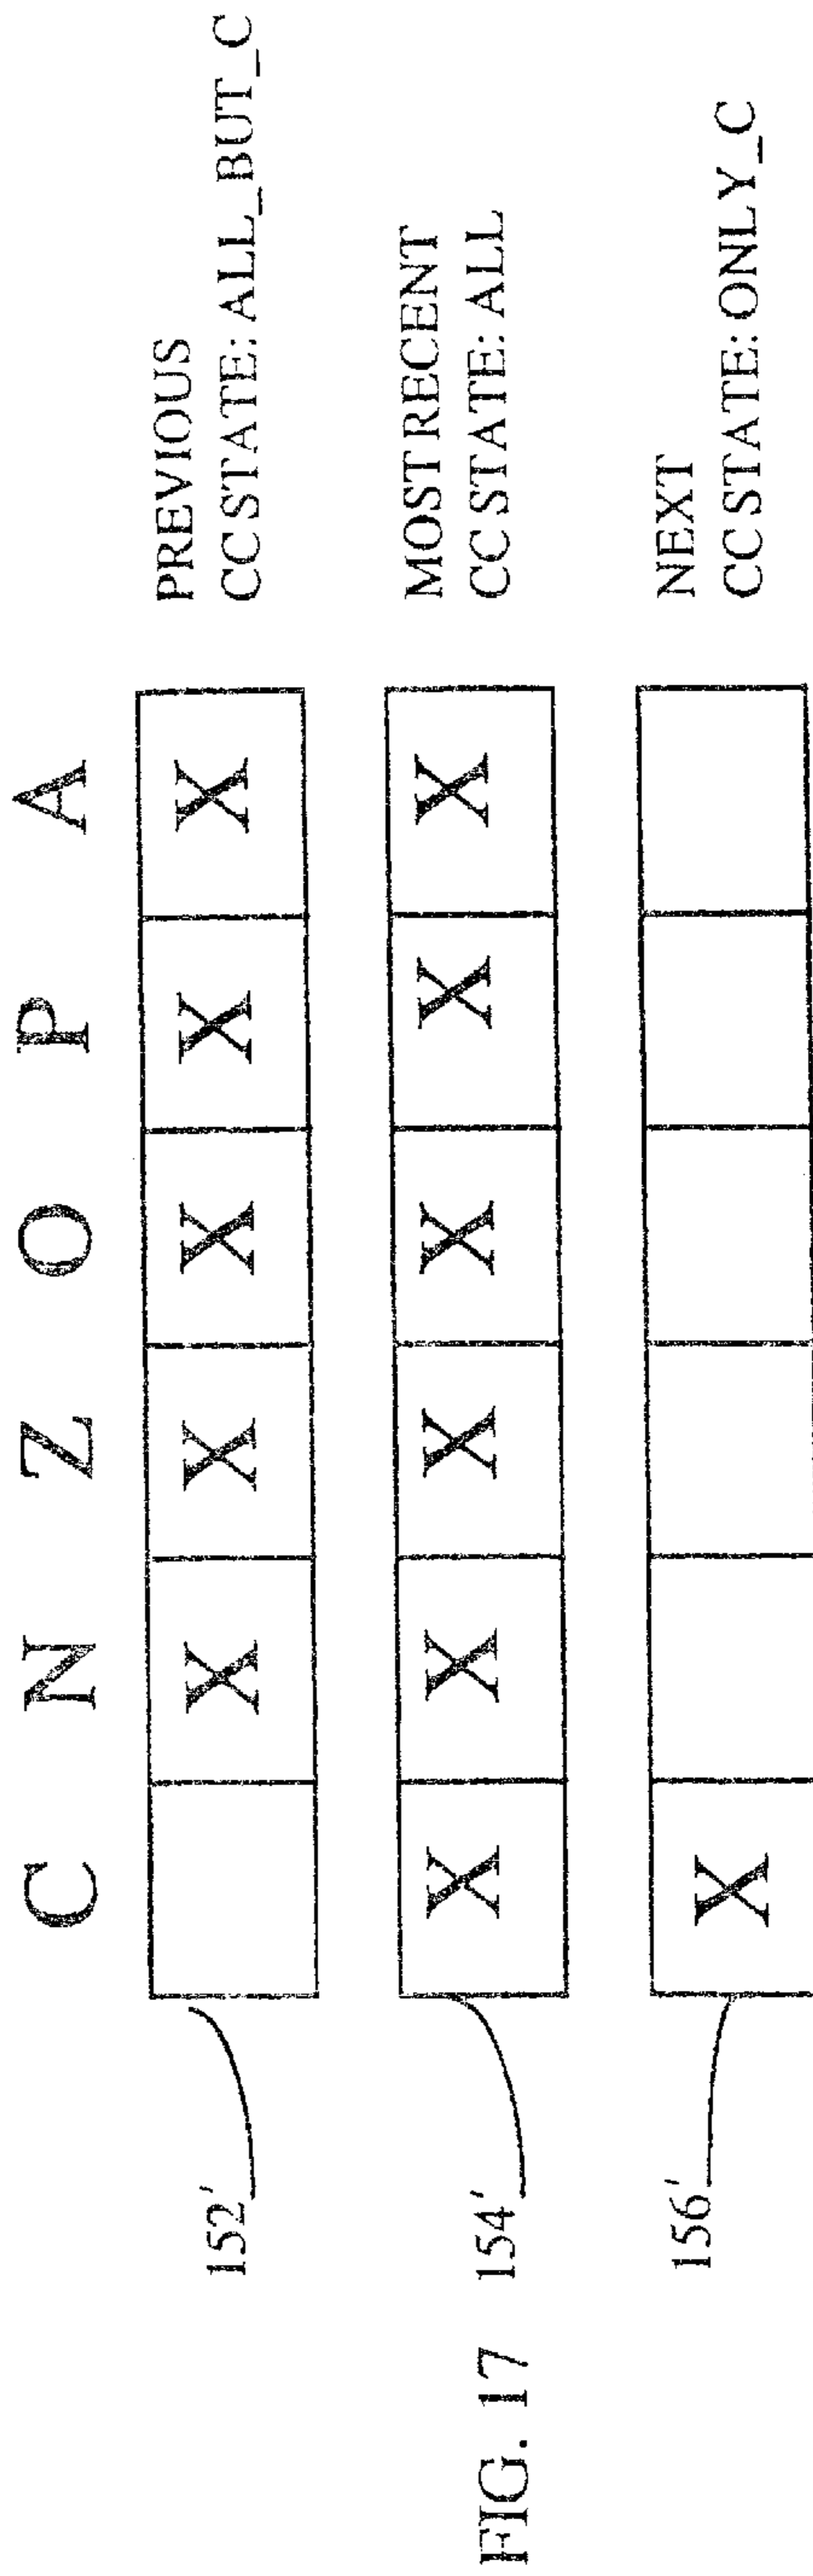 C N Z O P A
152' X X X X X PREVIOUS
CC STATE: ALL_BUT_C
154' X X X X X X MOST RECENT
CC STATE: ALL
156' X NEXT
CC STATE: ONLY_C
FIG. 17